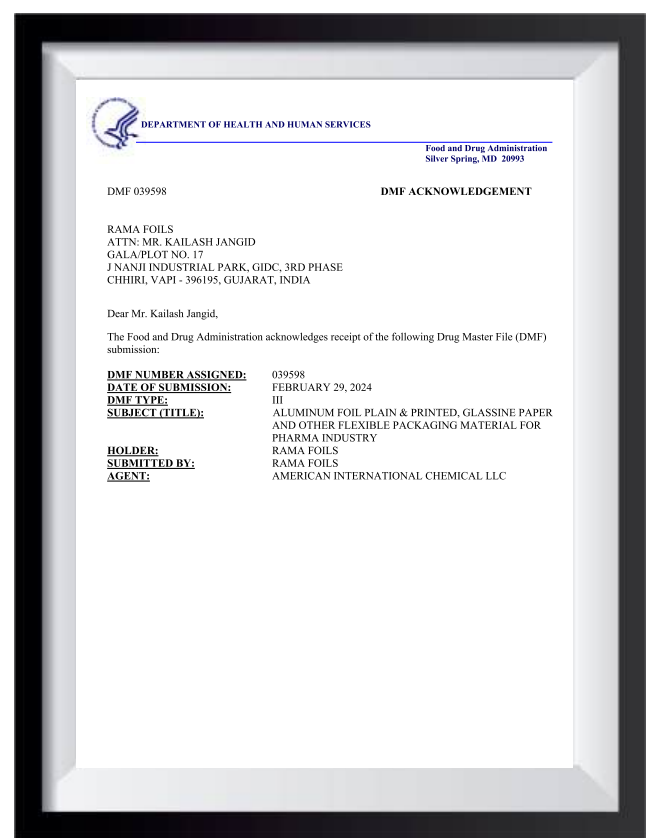 DEPARTMENT OF HEALTH AND HUMAN SERVICES
Food and Drug Administration
Silver Spring, MD 20993
DMF 039598 DMF ACKNOWLEDGEMENT
RAMA FOILS
ATTN: MR. KAILASH JANGID
GALA/PLOT NO. 17
J NANJI INDUSTRIAL PARK, GIDC, 3RD PHASE
CHHIRI, VAPI - 396195, GUJARAT, INDIA
Dear Mr. Kailash Jangid,
The Food and Drug Administration acknowledges receipt of the following Drug Master File (DMF)
submission:
DMF NUMBER ASSIGNED: 039598
DATE OF SUBMISSION: FEBRUARY 29, 2024
DMF TYPE: III
SUBJECT (TITLE): ALUMINUM FOIL PLAIN & PRINTED, GLASSINE PAPER
AND OTHER FLEXIBLE PACKAGING MATERIAL FOR
PHARMA INDUSTRY
HOLDER: RAMA FOILS
SUBMITTED BY: RAMA FOILS
AGENT: AMERICAN INTERNATIONAL CHEMICAL LLC